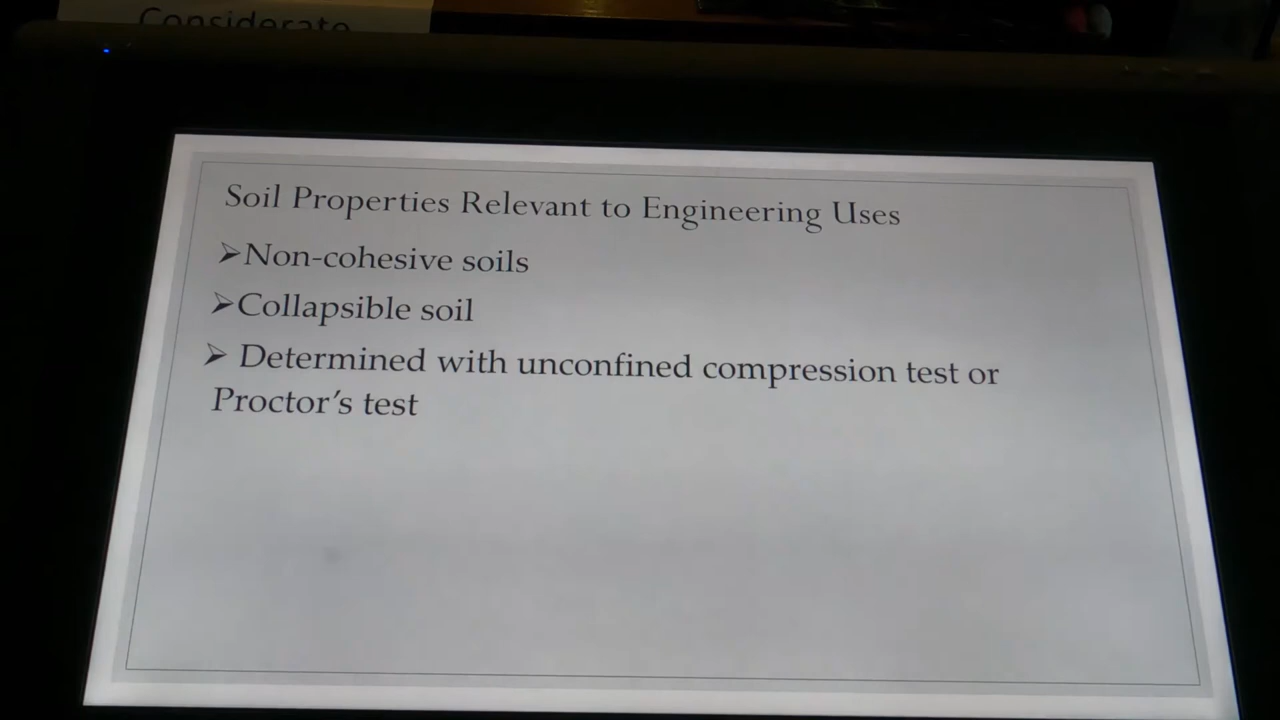 Considerate
Soil Properties Relevant to Engineering Uses
➢Non-cohesive soils
➢Collapsible soil
➢ Determined with unconfined compression test or
Proctor’s test